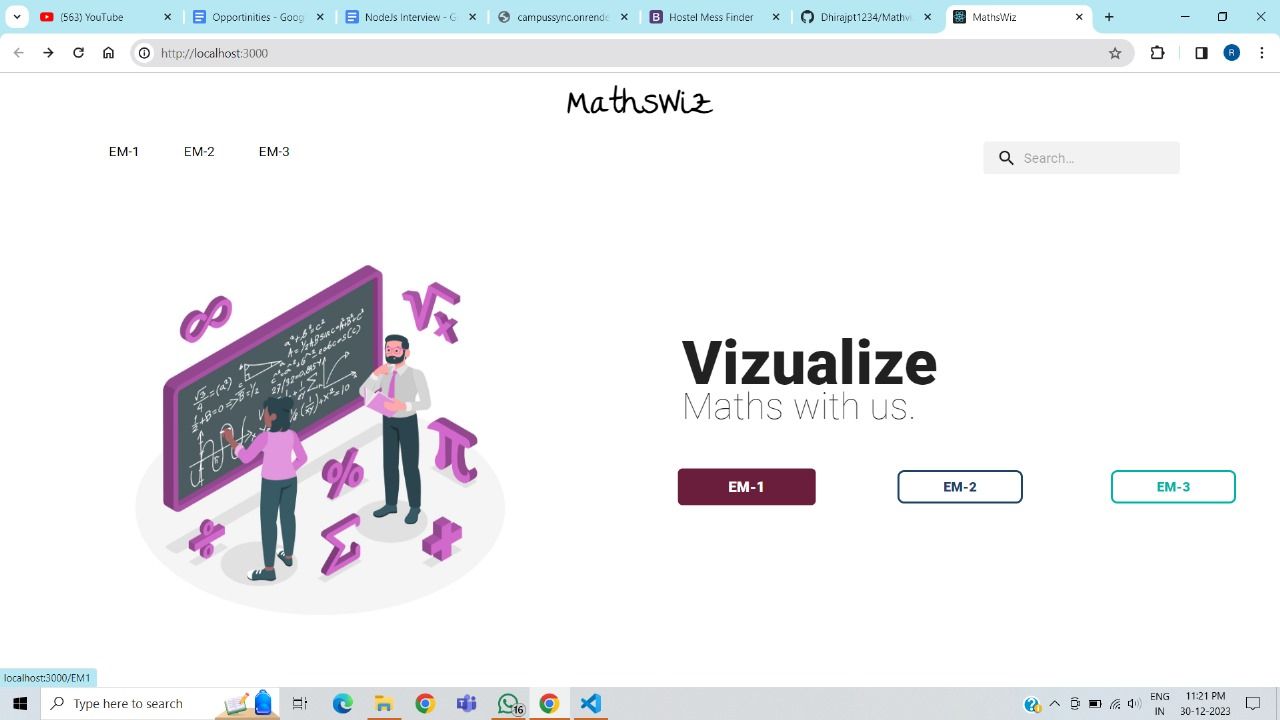 (563) YouTube
Opportunities - Goog
NodeJS Interview - G
campussync.onrende
Hostel Mess Finder
Dhirajpt1234/Mathwi
MathsWiz
http://localhost:3000
R
MathsWiz
EM-1 EM-2 EM-3
Search...
∞
√x
Vizualize
Maths with us.
π
%
EM-1 EM-2 EM-3
÷ Σ +
localhost:3000/EM1
Type here to search
16
ENG
IN
11:21 PM
30-12-2023